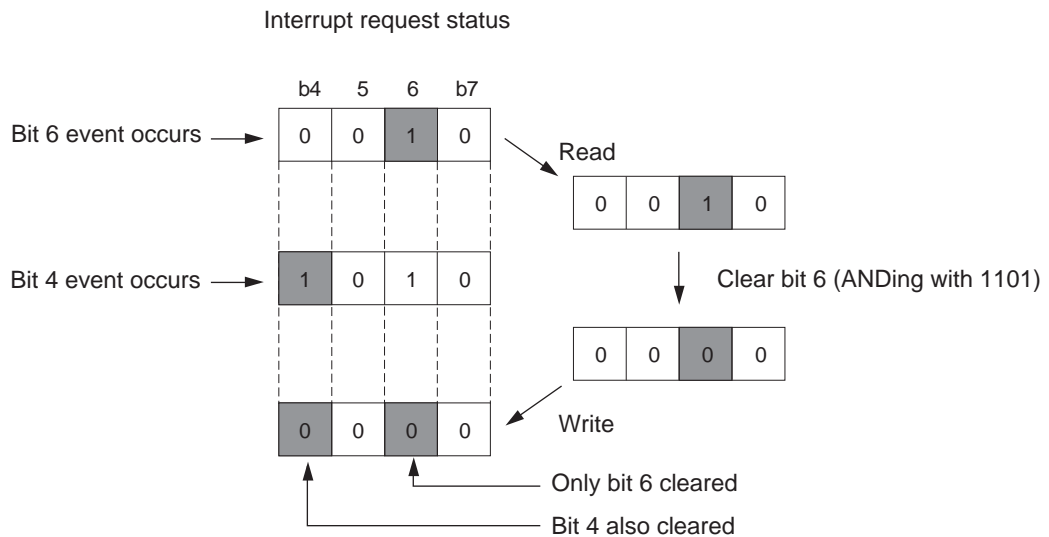 Interrupt request status
b4 5 6 b7
Bit 6 event occurs 0 0 1 0
Read
0 0 1 0
Bit 4 event occurs 1 0 1 0
Clear bit 6 (ANDing with 1101)
0 0 0 0
0 0 0 0
Write
Only bit 6 cleared
Bit 4 also cleared